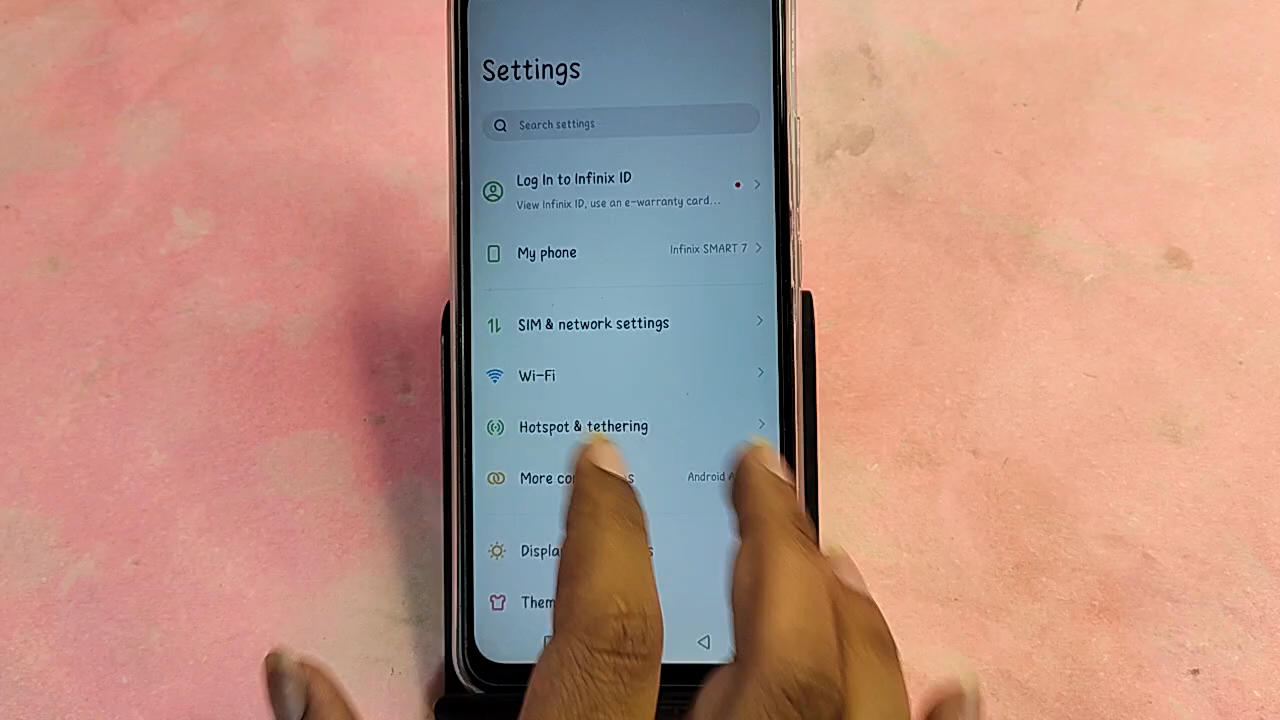 Settings
Search settings
Log In to Infinix ID
View Infinix ID, use an e-warranty card...
My phone
Infinix SMART 7
SIM & network settings
Wi-Fi
Hotspot & tethering
More
Android